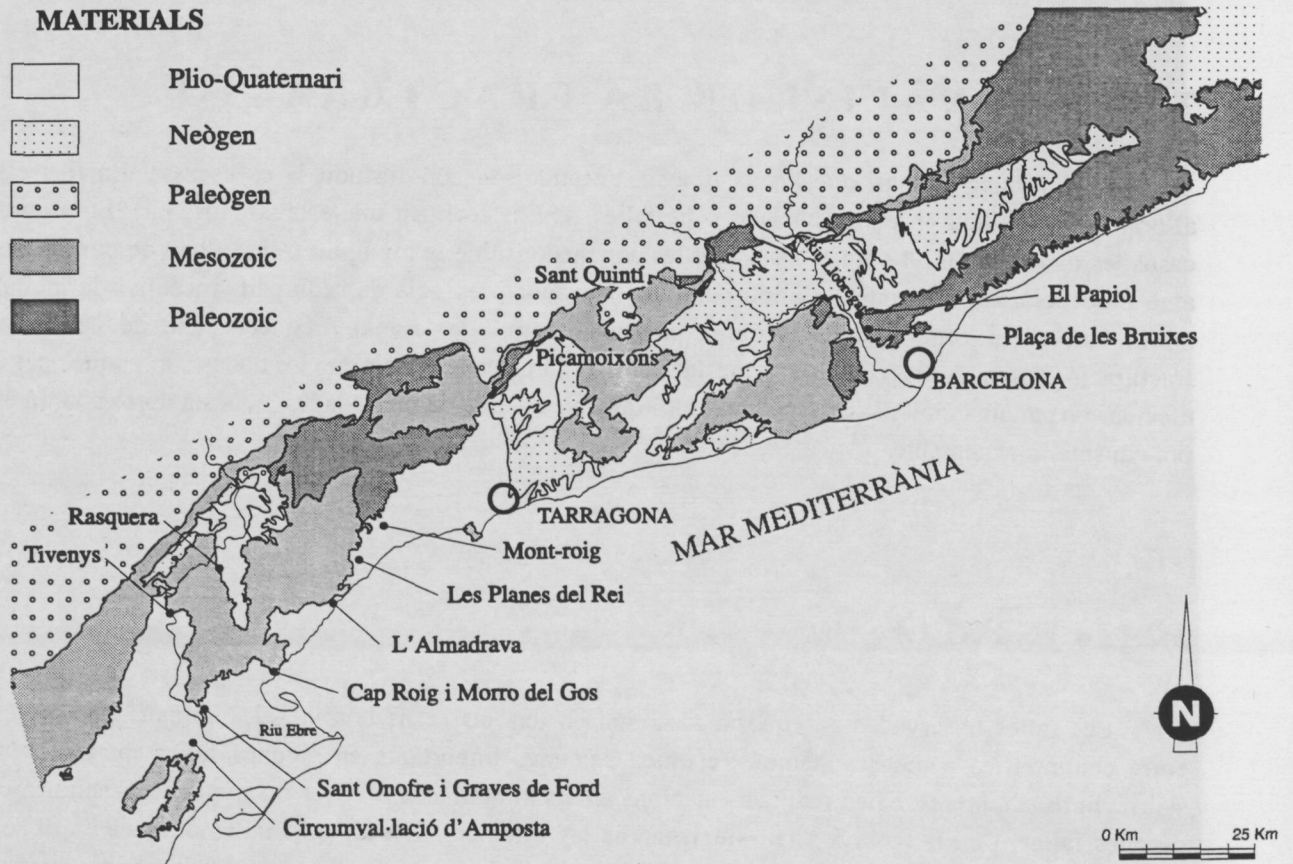 MATERIALS
Plio-Quaternari
Neògen
Paleògen
Mesozoic
Paleozoic
Sant Quintí
Riu Llobregat
El Papiol
Plaça de les Bruixes
Picamoixons
BARCELONA
TARRAGONA
MAR MEDITERRÀNIA
Rasquera
Mont-roig
Tivenys
Les Planes del Rei
L'Almadrava
Cap Roig i Morro del Gos
N
Riu Ebre
Sant Onofre i Graves de Ford
Circumval·lació d'Amposta
0 Km 25 Km